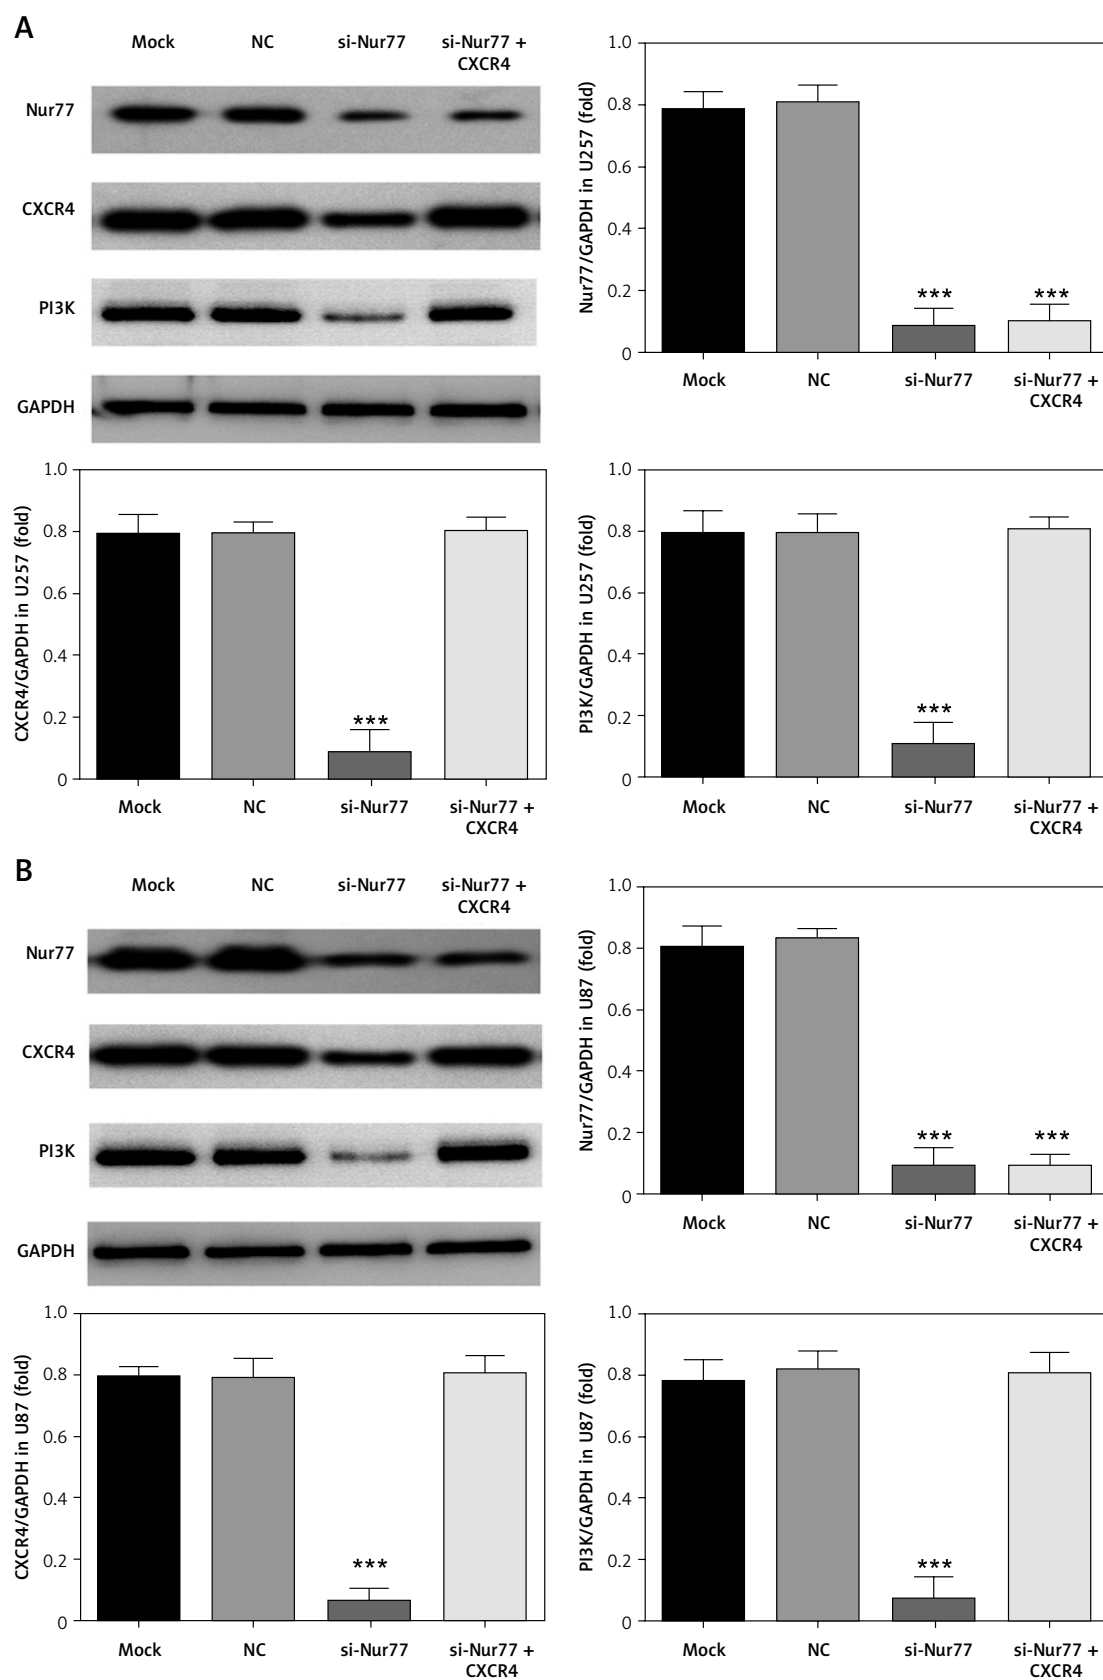 A
Mock NC si-Nur77 si-Nur77 +
CXCR4
Nur77
CXCR4
PI3K
GAPDH
Nur77/GAPDH in U257 (fold)
1.0
0.8
0.6
0.4
0.2
0
*** ***
Mock NC si-Nur77 si-Nur77 +
CXCR4
CXCR4/GAPDH in U257 (fold)
1.0
0.8
0.6
0.4
0.2
0
***
Mock NC si-Nur77 si-Nur77 +
CXCR4
PI3K/GAPDH in U257 (fold)
1.0
0.8
0.6
0.4
0.2
0
***
Mock NC si-Nur77 si-Nur77 +
CXCR4
B
Mock NC si-Nur77 si-Nur77 +
CXCR4
Nur77
CXCR4
PI3K
GAPDH
Nur77/GAPDH in U87 (fold)
1.0
0.8
0.6
0.4
0.2
0
*** ***
Mock NC si-Nur77 si-Nur77 +
CXCR4
CXCR4/GAPDH in U87 (fold)
1.0
0.8
0.6
0.4
0.2
0
***
Mock NC si-Nur77 si-Nur77 +
CXCR4
PI3K/GAPDH in U87 (fold)
1.0
0.8
0.6
0.4
0.2
0
***
Mock NC si-Nur77 si-Nur77 +
CXCR4